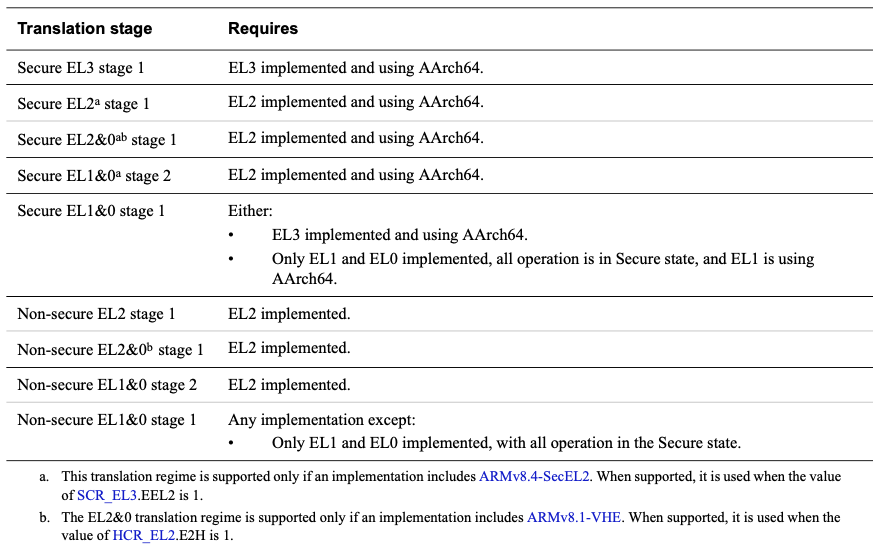 Translation stage Requires
Secure EL3 stage 1 EL3 implemented and using AArch64.
Secure EL2a stage 1 EL2 implemented and using AArch64.
Secure EL2&0ab stage 1 EL2 implemented and using AArch64.
Secure EL1&0a stage 2 EL2 implemented and using AArch64.
Secure EL1&0 stage 1 Either:
• EL3 implemented and using AArch64.
• Only EL1 and EL0 implemented, all operation is in Secure state, and EL1 is using
AArch64.
Non-secure EL2 stage 1 EL2 implemented.
Non-secure EL2&0b stage 1 EL2 implemented.
Non-secure EL1&0 stage 2 EL2 implemented.
Non-secure EL1&0 stage 1 Any implementation except:
• Only EL1 and EL0 implemented, with all operation in the Secure state.
a. This translation regime is supported only if an implementation includes ARMv8.4-SecEL2. When supported, it is used when the value
of SCR_EL3.EEL2 is 1.
b. The EL2&0 translation regime is supported only if an implementation includes ARMv8.1-VHE. When supported, it is used when the
value of HCR_EL2.E2H is 1.